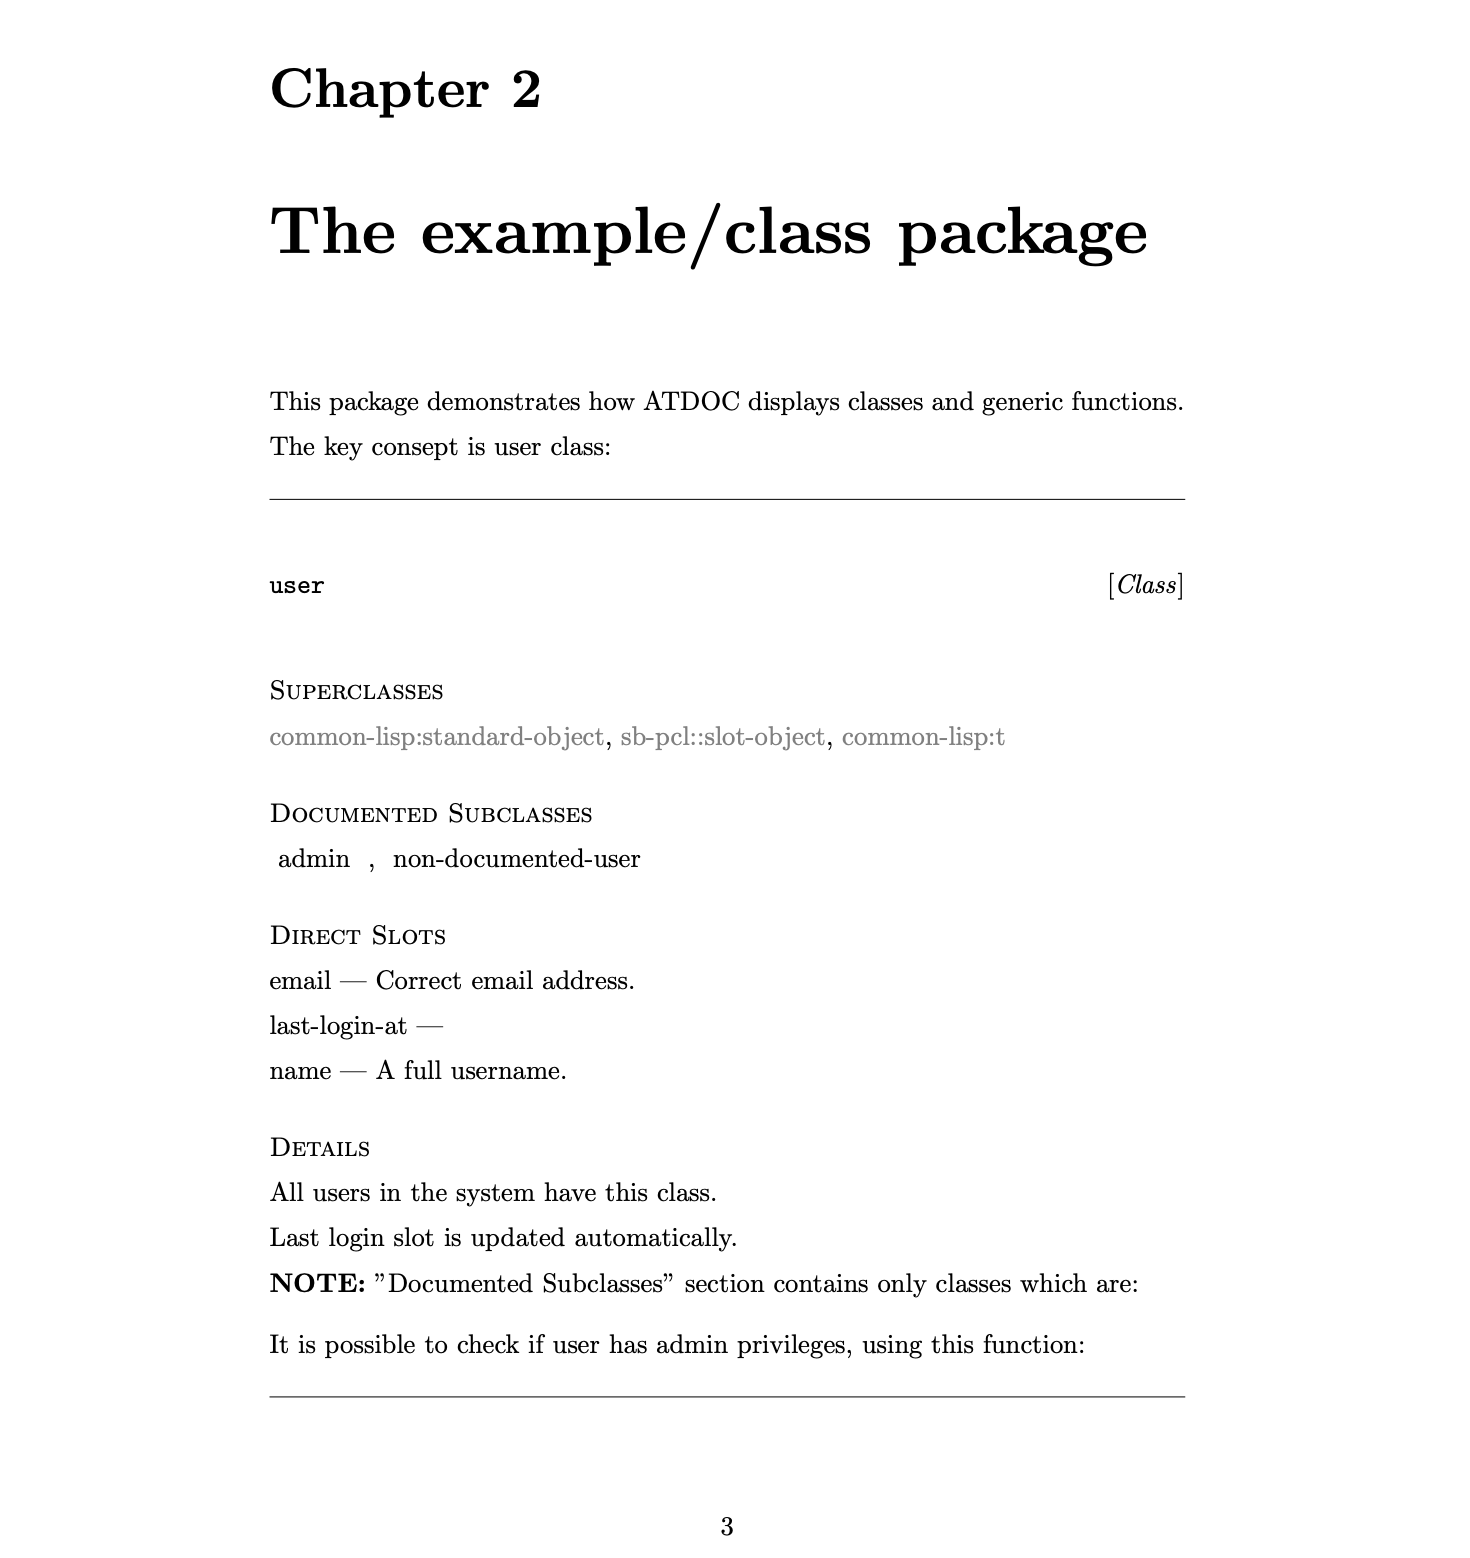 Chapter 2
The example/class package
This package demonstrates how ATDOC displays classes and generic functions.
The key consept is user class:
user [Class]
Superclasses
common-lisp:standard-object, sb-pcl::slot-object, common-lisp:t
Documented Subclasses
admin , non-documented-user
Direct Slots
email — Correct email address.
last-login-at —
name — A full username.
Details
All users in the system have this class.
Last login slot is updated automatically.
NOTE: ”Documented Subclasses” section contains only classes which are:
It is possible to check if user has admin privileges, using this function:
3